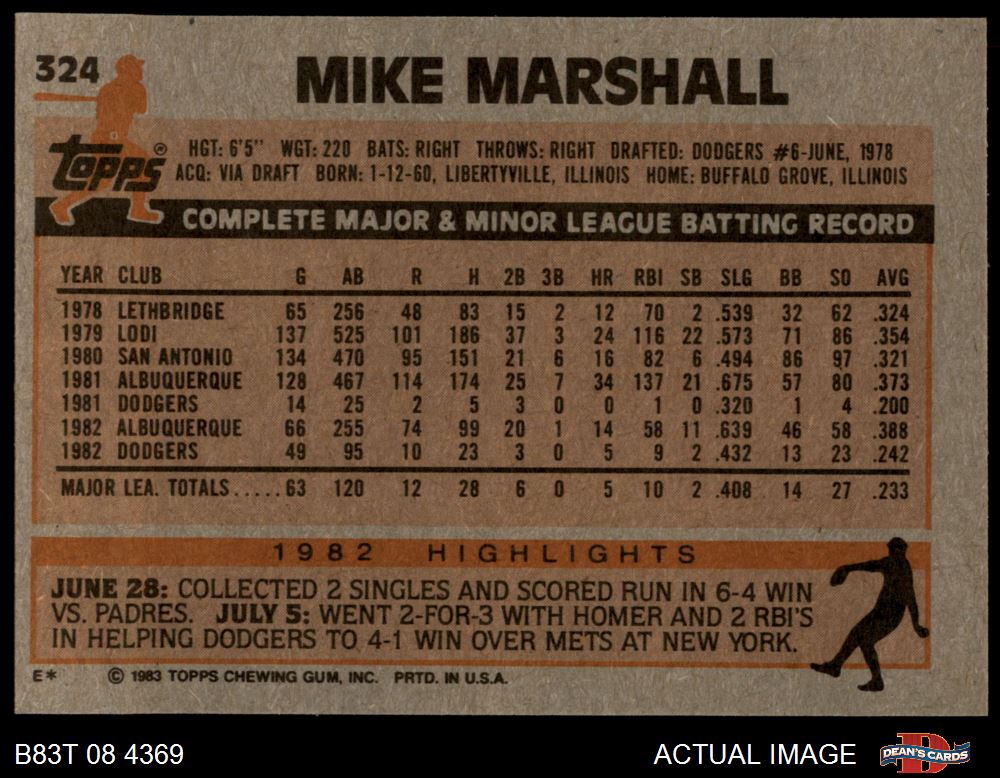 324
MIKE MARSHALL
Topps®
HGT: 6'5" WGT: 220 BATS: RIGHT THROWS: RIGHT DRAFTED: DODGERS #6-JUNE, 1978
ACQ: VIA DRAFT BORN: 1-12-60, LIBERTYVILLE, ILLINOIS HOME: BUFFALO GROVE, ILLINOIS
COMPLETE MAJOR & MINOR LEAGUE BATTING RECORD
YEAR CLUB G AB R H 2B 3B HR RBI SB SLG BB SO AVG
1978 LETHBRIDGE 65 256 48 83 15 2 12 70 2 .539 32 62 .324
1979 LODI 137 525 101 186 37 3 24 116 22 .573 71 86 .354
1980 SAN ANTONIO 134 470 95 151 21 6 16 82 6 .494 86 97 .321
1981 ALBUQUERQUE 128 467 114 174 25 7 34 137 21 .675 57 80 .373
1981 DODGERS 14 25 2 5 3 0 0 1 0 .320 1 4 .200
1982 ALBUQUERQUE 66 255 74 99 20 1 14 58 11 .639 46 58 .388
1982 DODGERS 49 95 10 23 3 0 5 9 2 .432 13 23 .242
MAJOR LEA. TOTALS.....63 120 12 28 6 0 5 10 2 .408 14 27 .233
1982 HIGHLIGHTS
JUNE 28: COLLECTED 2 SINGLES AND SCORED RUN IN 6-4 WIN
VS. PADRES. JULY 5: WENT 2-FOR-3 WITH HOMER AND 2 RBI'S
IN HELPING DODGERS TO 4-1 WIN OVER METS AT NEW YORK.
E* © 1983 TOPPS CHEWING GUM, INC. PRTD. IN U.S.A.
B83T 08 4369
ACTUAL IMAGE
DEAN'S CARDS